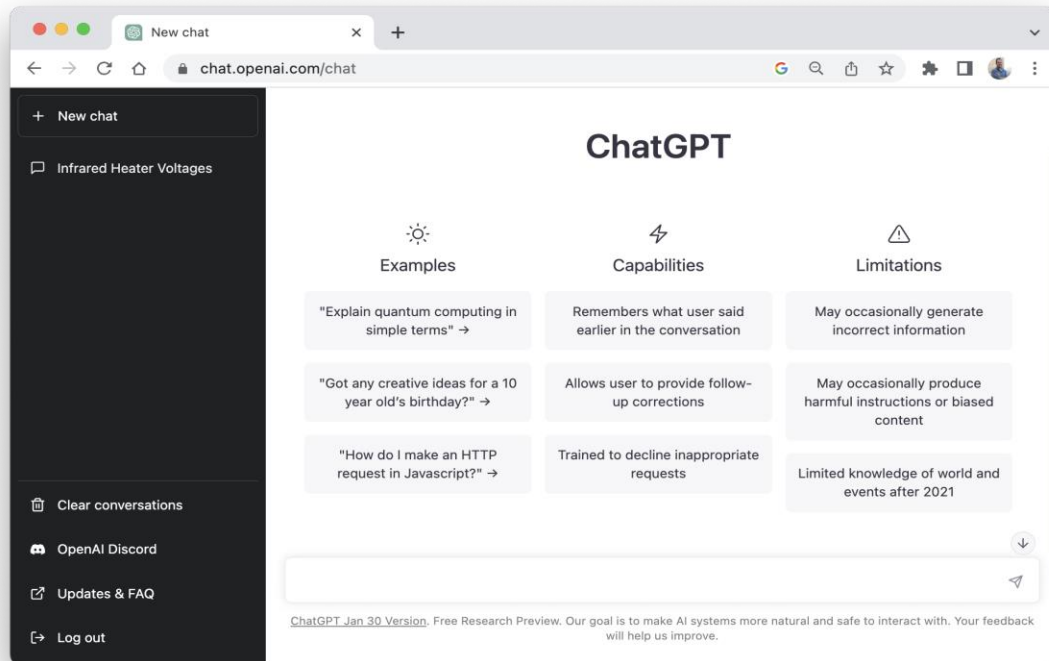 New chat
chat.openai.com/chat
New chat
Infrared Heater Voltages
Clear conversations
OpenAI Discord
Updates & FAQ
Log out
ChatGPT
Examples
"Explain quantum computing in
simple terms" →
"Got any creative ideas for a 10
year old's birthday?" →
"How do I make an HTTP
request in Javascript?" →
Capabilities
Remembers what user said
earlier in the conversation
Allows user to provide follow-
up corrections
Trained to decline inappropriate
requests
Limitations
May occasionally generate
incorrect information
May occasionally produce
harmful instructions or biased
content
Limited knowledge of world and
events after 2021
ChatGPT Jan 30 Version. Free Research Preview. Our goal is to make AI systems more natural and safe to interact with. Your feedback
will help us improve.